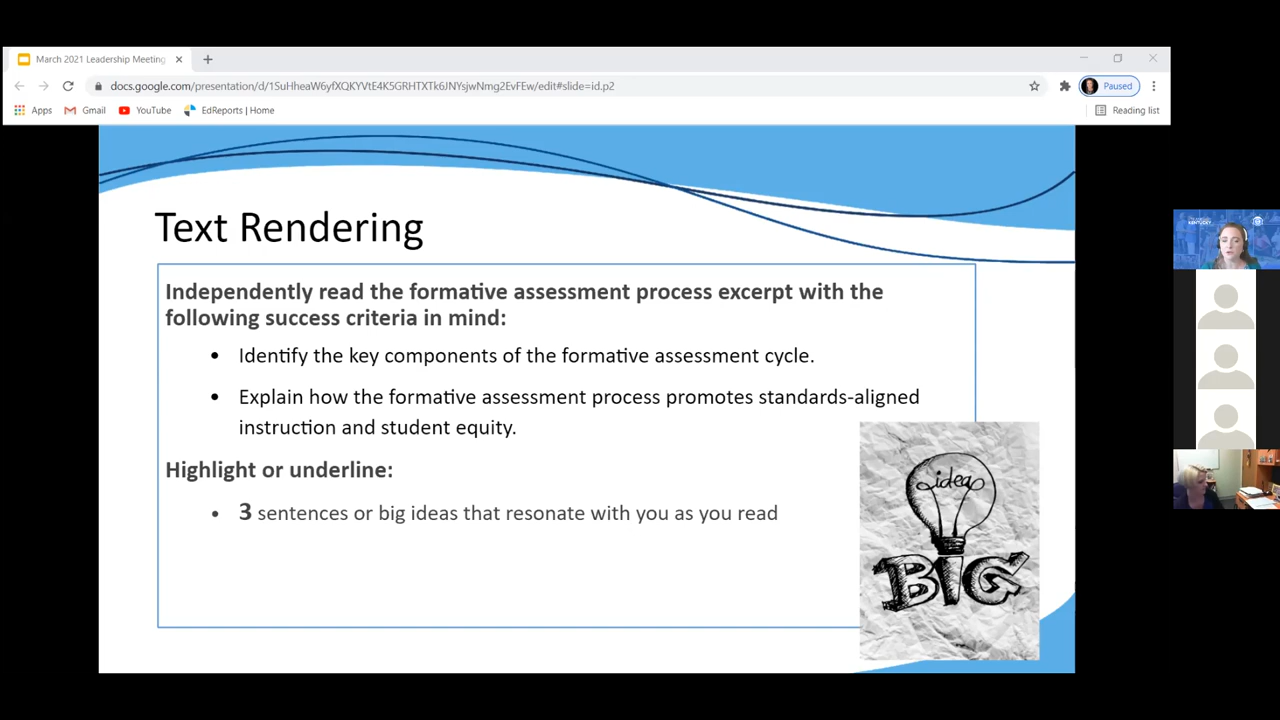 March 2021 Leadership Meeting
docs.google.com/presentation/d/1SuHheaW6yfXQKYVtE4K5GRHTXTk6JNYsjwNmg2EvFEw/edit#slide=id.p2
Paused
Apps
Gmail
YouTube
EdReports | Home
Reading list
Text Rendering
Independently read the formative assessment process excerpt with the
following success criteria in mind:
• Identify the key components of the formative assessment cycle.
• Explain how the formative assessment process promotes standards-aligned
instruction and student equity.
Highlight or underline:
• 3 sentences or big ideas that resonate with you as you read
idea
BIG
KENTUCKY